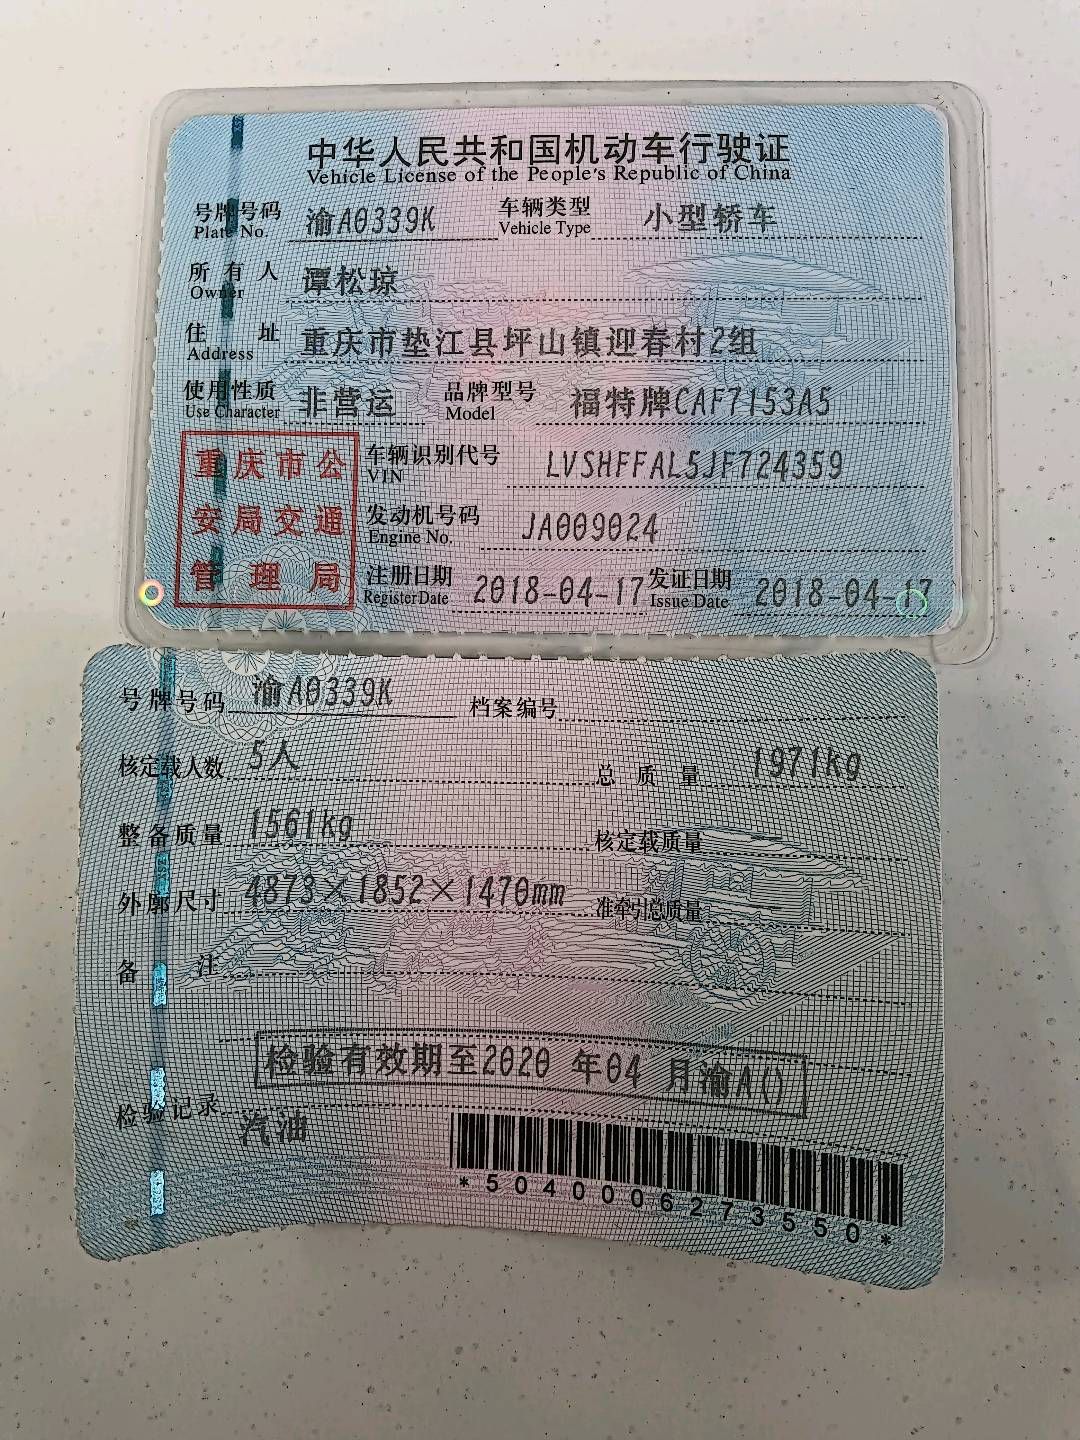 中华人民共和国机动车行驶证
Vehicle License of the People's Republic of China
号牌号码 渝A0339K 车辆类型 小型轿车
Plate No. Vehicle Type
所有人 谭松琼
Owner
住址 重庆市垫江县坪山镇迎春村2组
Address
使用性质 非营运 品牌型号 福特牌CAF7153A5
Use Character Model
重庆市公
安局交通
管理局
车辆识别代号 LVSHFFAL5JF724359
VIN
发动机号码 JA009024
Engine No.
注册日期 2018-04-17 发证日期 2018-04-17
Register Date Issue Date
号牌号码 渝A0339K 档案编号
核定载人数 5人 总质量 1971kg
整备质量 1561kg 核定载质量 —
外廓尺寸 4873×1852×1470mm 准牵引总质量 —
备注
检验有效期至2020 年04 月渝A()
检验记录
汽油
*5040006273550*